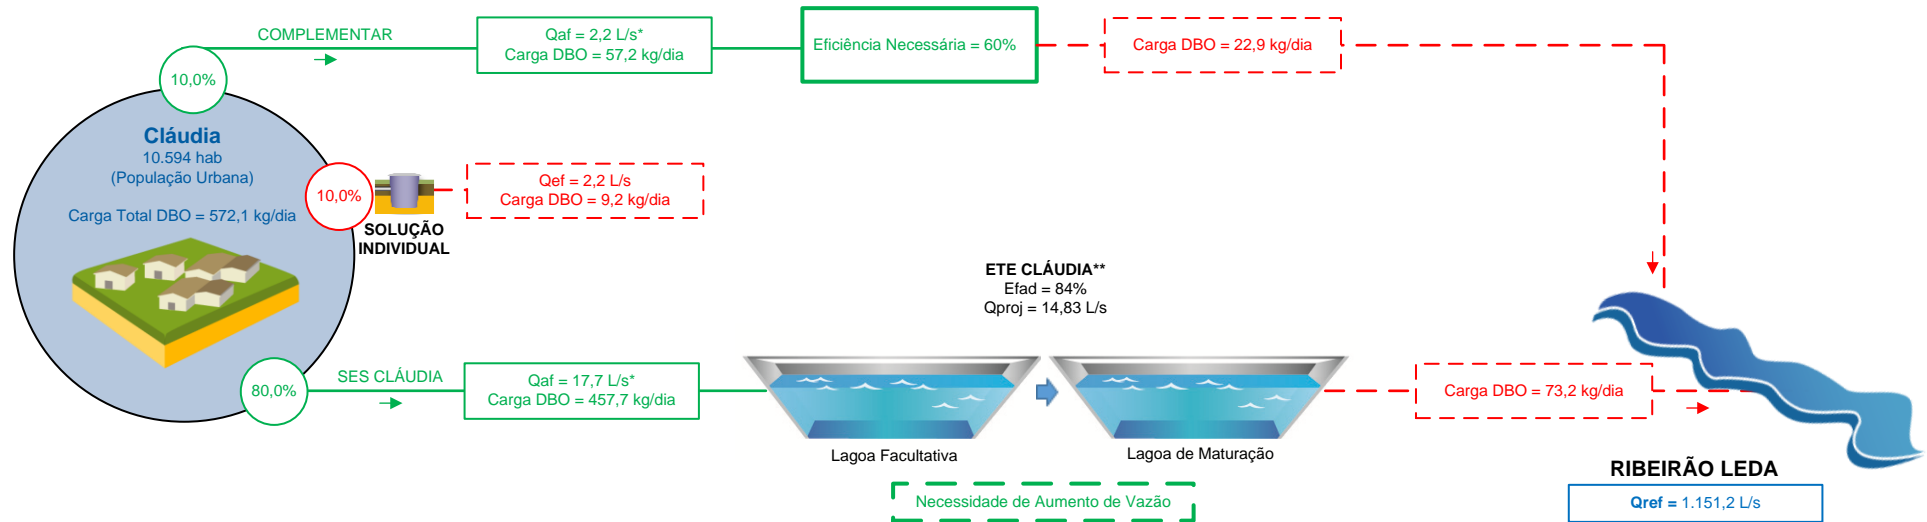 COMPLEMENTAR
Qaf = 2,2 L/s*
Carga DBO = 57,2 kg/dia
Eficiência Necessária = 60%
Carga DBO = 22,9 kg/dia
10,0%
Cláudia
10.594 hab
(População Urbana)
Carga Total DBO = 572,1 kg/dia
10,0%
SOLUÇÃO
INDIVIDUAL
Qef = 2,2 L/s
Carga DBO = 9,2 kg/dia
ETE CLÁUDIA**
Efad = 84%
Qproj = 14,83 L/s
80,0%
SES CLÁUDIA
Qaf = 17,7 L/s*
Carga DBO = 457,7 kg/dia
Lagoa Facultativa
Lagoa de Maturação
Carga DBO = 73,2 kg/dia
Necessidade de Aumento de Vazão
RIBEIRÃO LEDA
Qref = 1.151,2 L/s